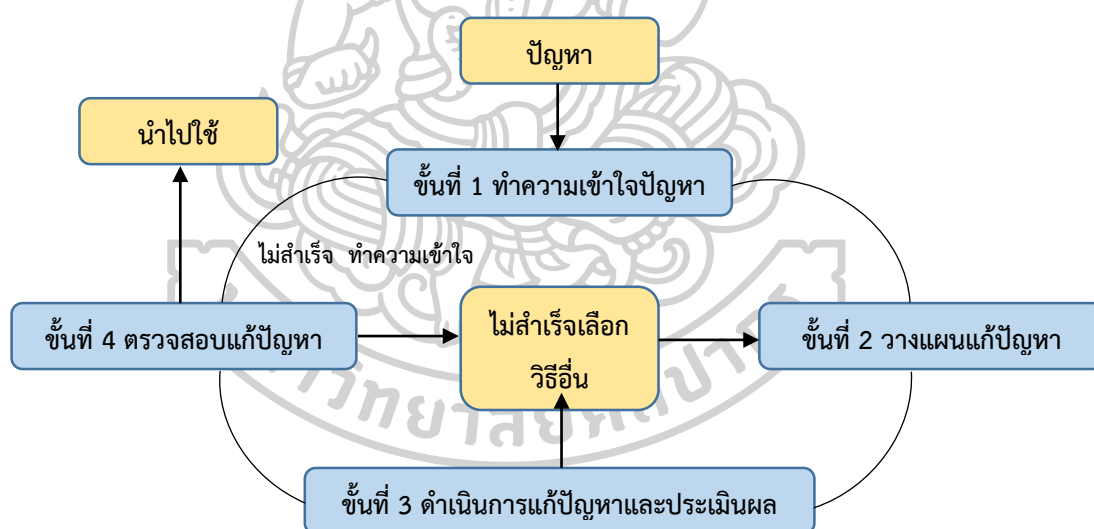 ปัญหา
นำไปใช้
ขั้นที่ 1 ทำความเข้าใจปัญหา
ไม่สำเร็จ ทำความเข้าใจ
ขั้นที่ 4 ตรวจสอบแก้ปัญหา
ไม่สำเร็จเลือก
วิธีอื่น
ขั้นที่ 2 วางแผนแก้ปัญหา
ขั้นที่ 3 ดำเนินการแก้ปัญหาและประเมินผล